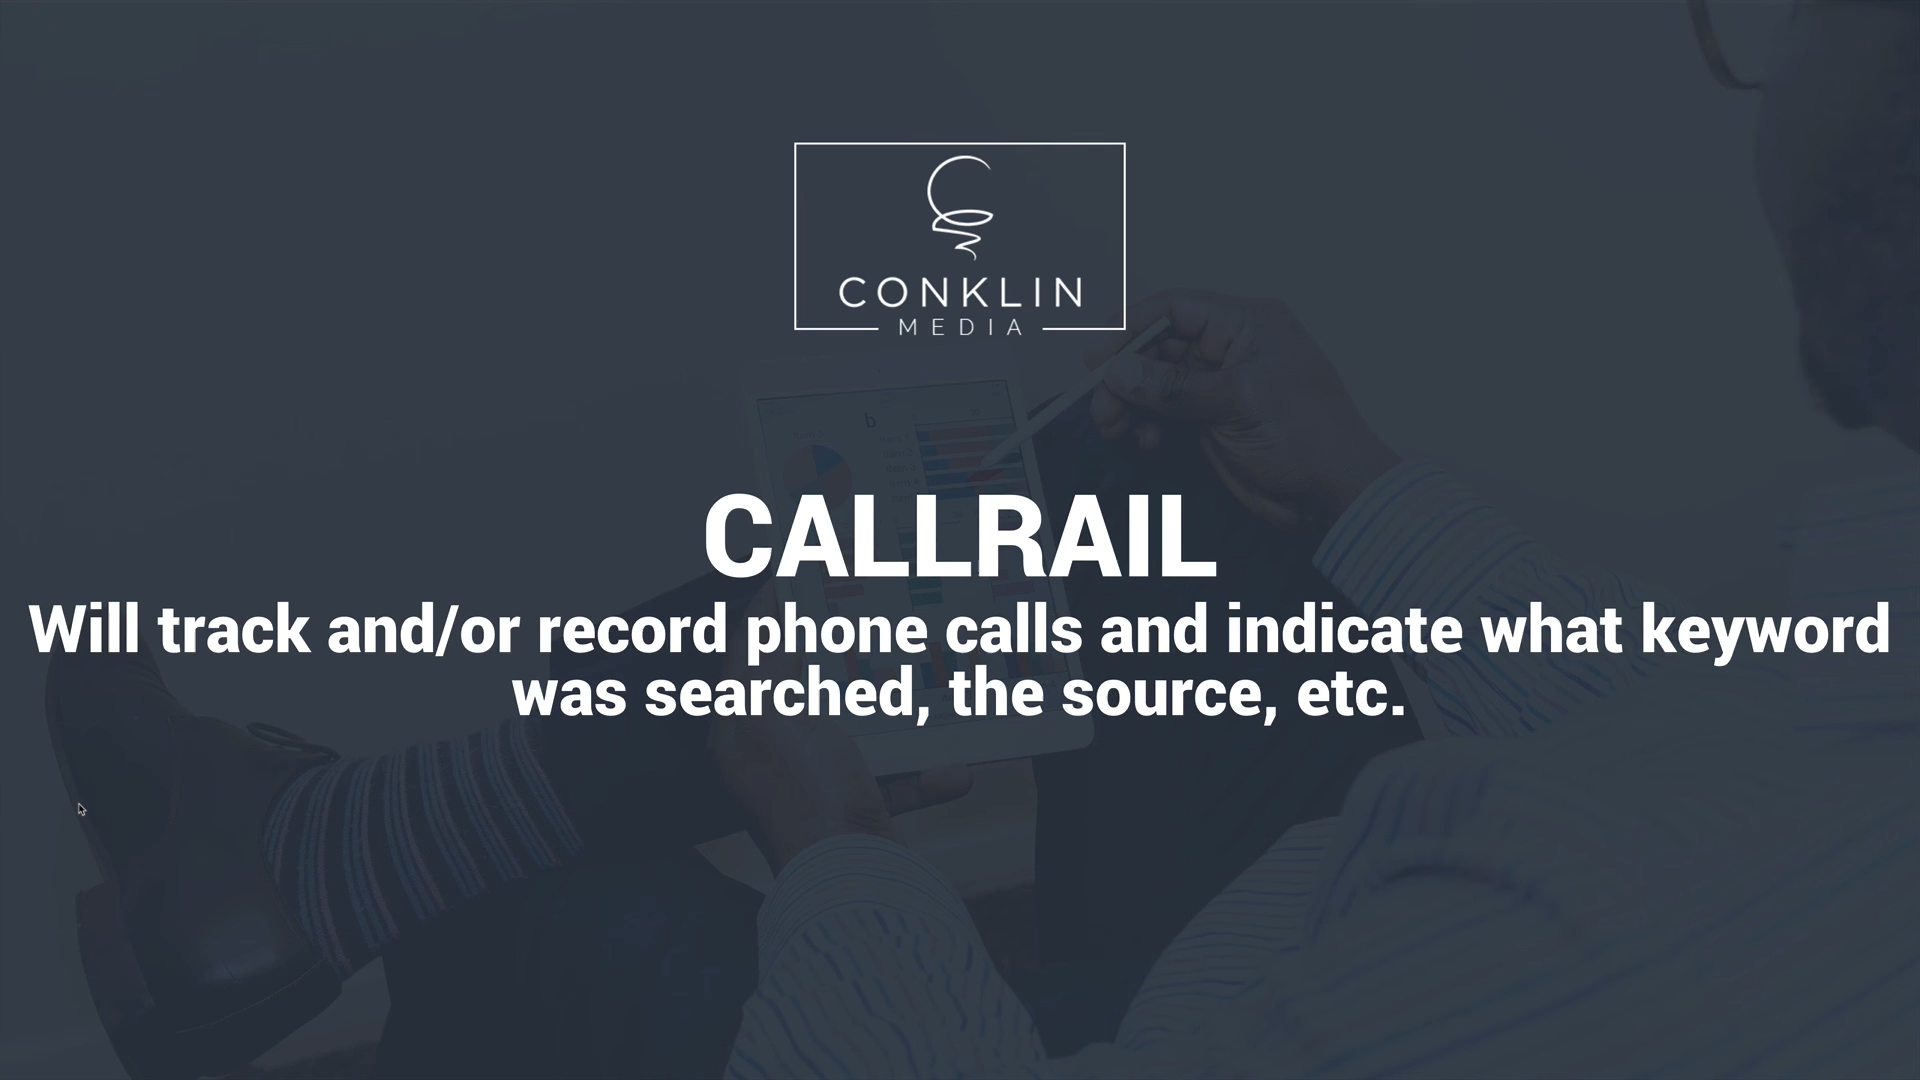 CONKLIN
MEDIA
CALLRAIL
Will track and/or record phone calls and indicate what keyword
was searched, the source, etc.